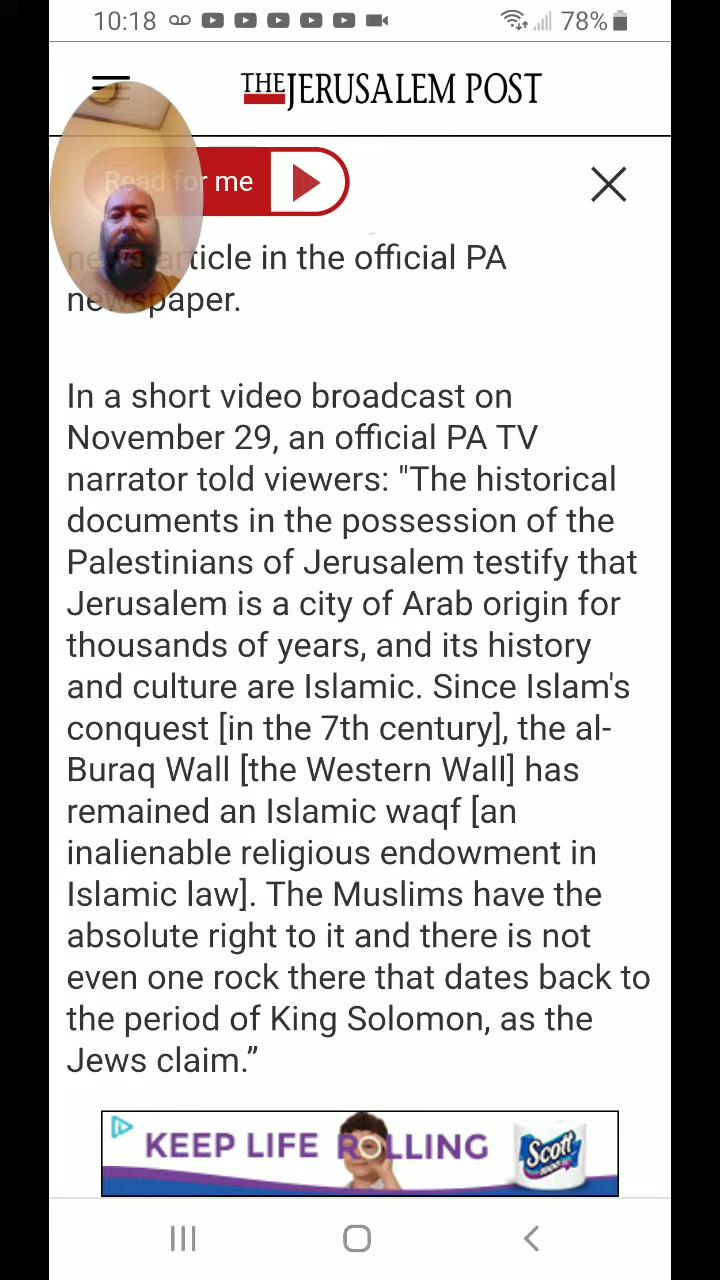 10:18
78%
THE JERUSALEM POST
Read for me
news article in the official PA
newspaper.
In a short video broadcast on
November 29, an official PA TV
narrator told viewers: "The historical
documents in the possession of the
Palestinians of Jerusalem testify that
Jerusalem is a city of Arab origin for
thousands of years, and its history
and culture are Islamic. Since Islam's
conquest [in the 7th century], the al-
Buraq Wall [the Western Wall] has
remained an Islamic waqf [an
inalienable religious endowment in
Islamic law]. The Muslims have the
absolute right to it and there is not
even one rock there that dates back to
the period of King Solomon, as the
Jews claim.”
KEEP LIFE ROLLING
Scott
1000